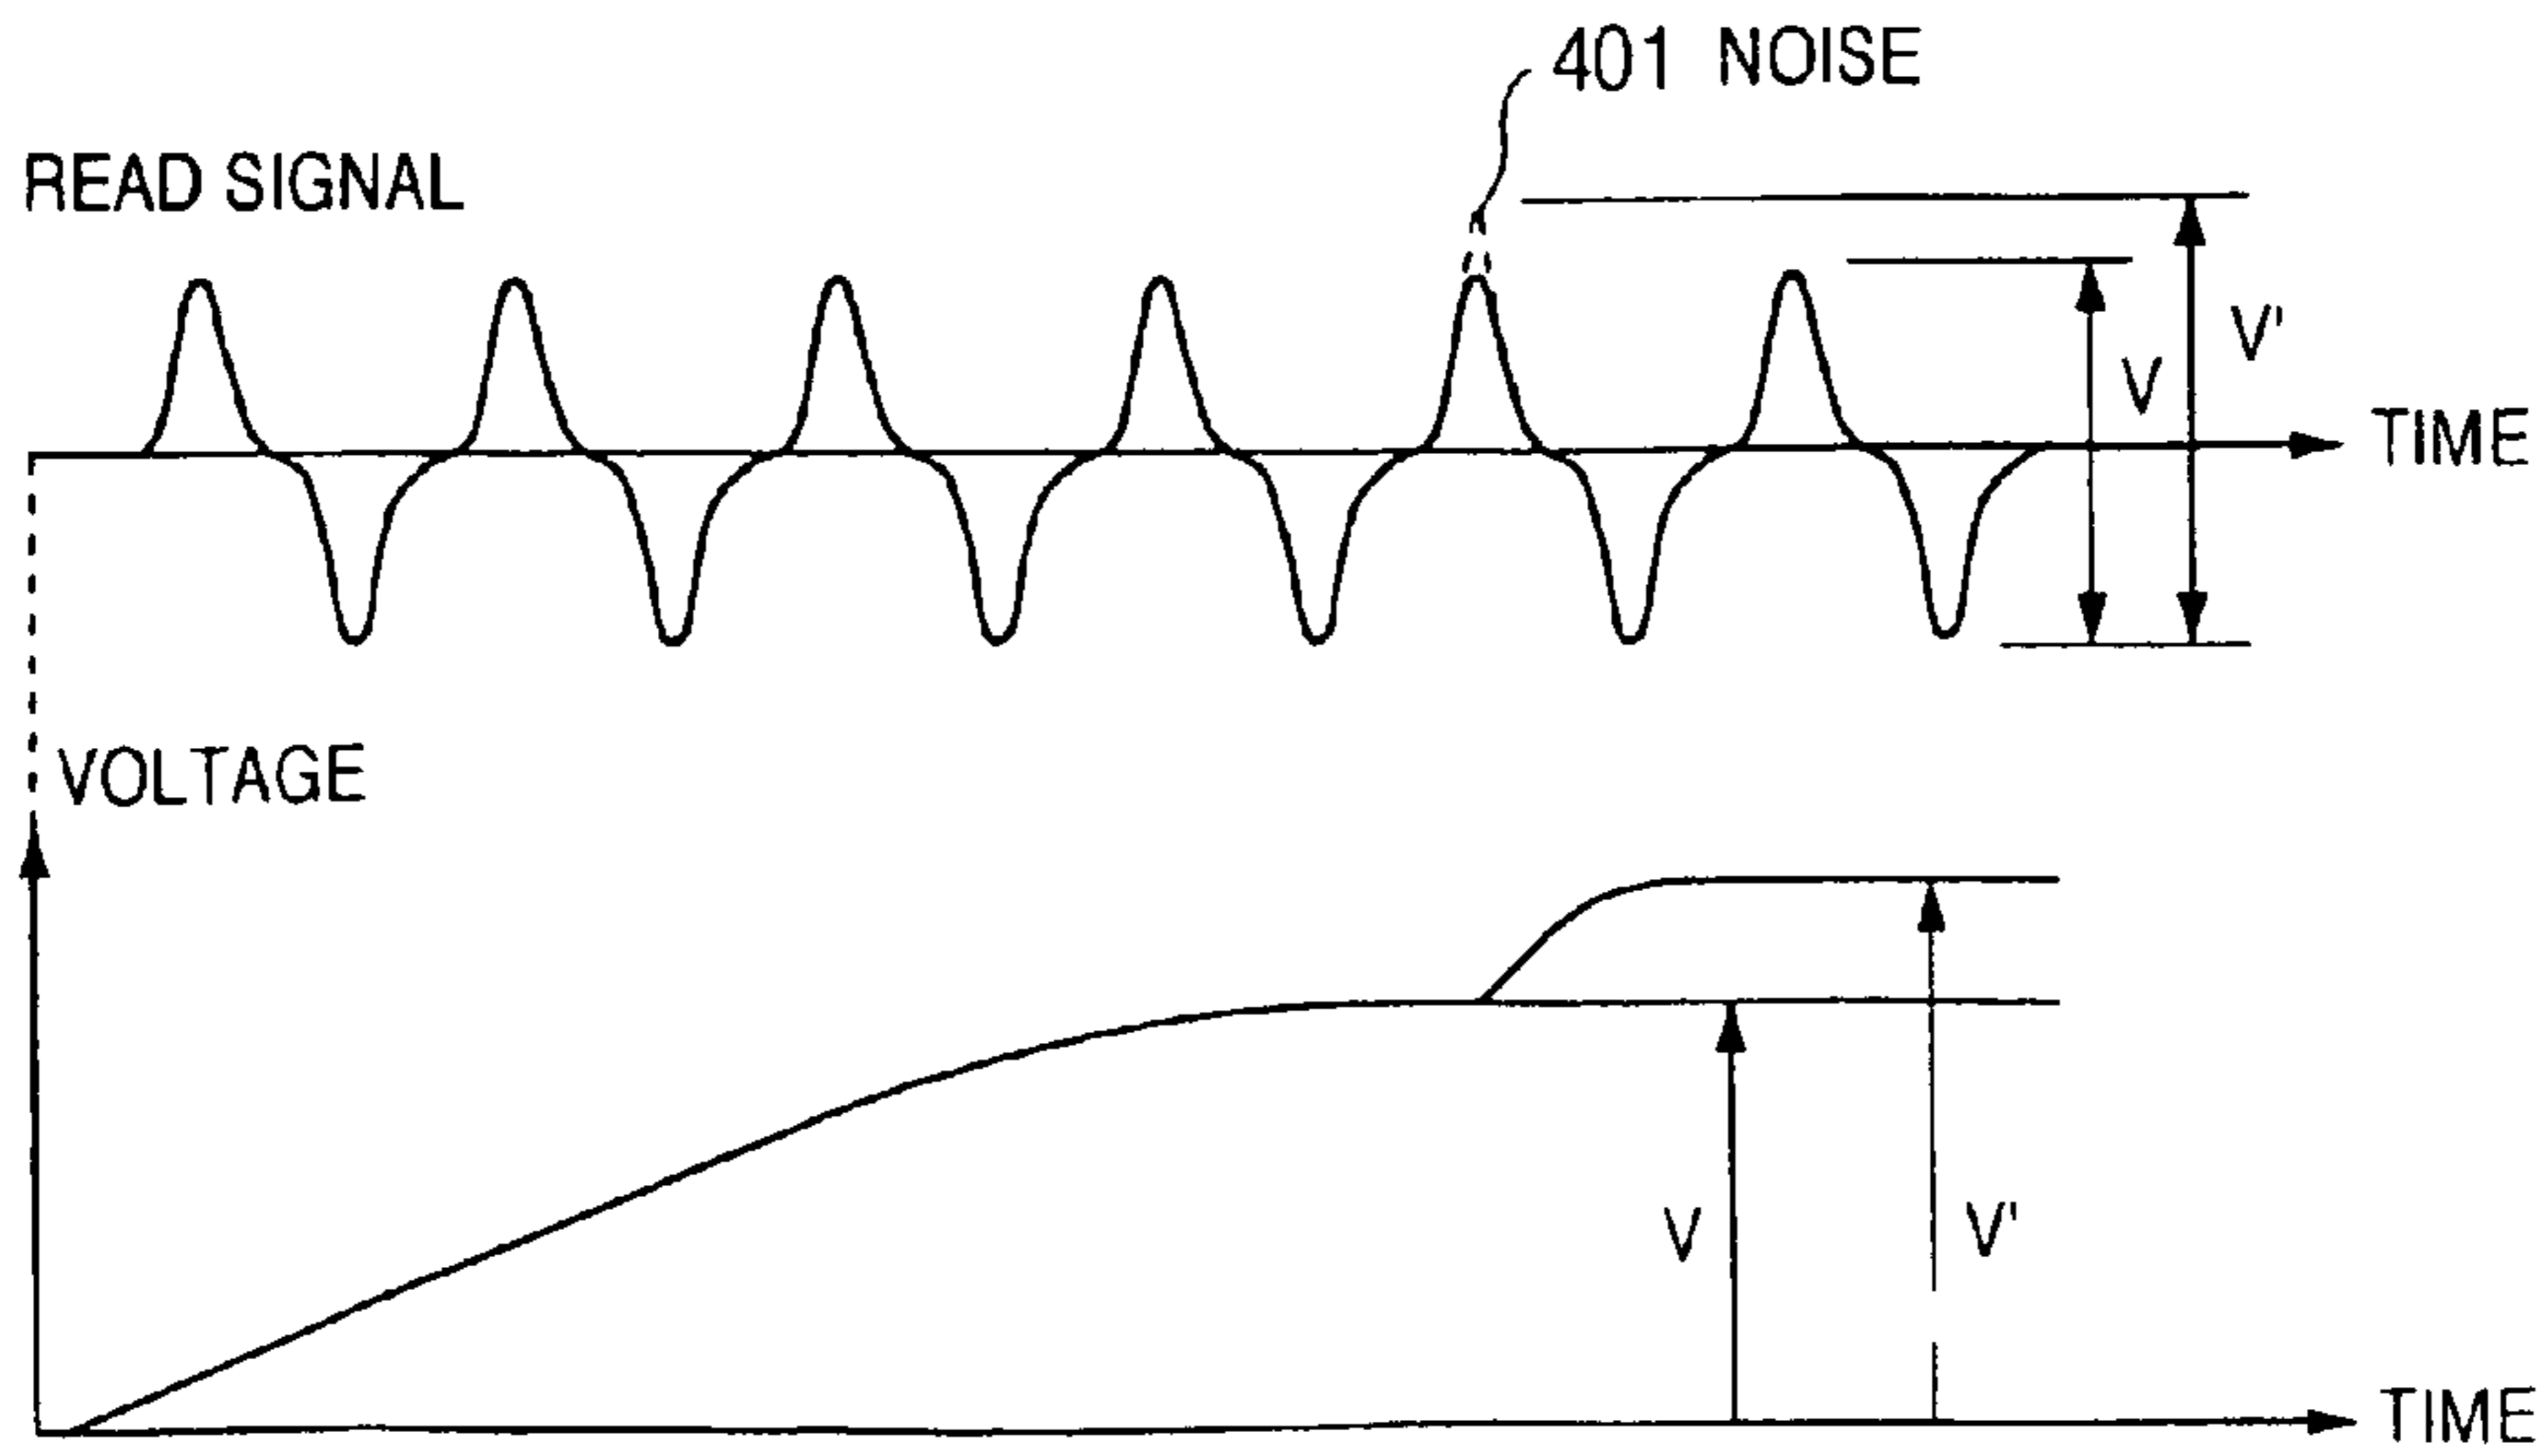 401 NOISE
READ SIGNAL
V'
V
TIME
VOLTAGE
V
V'
TIME